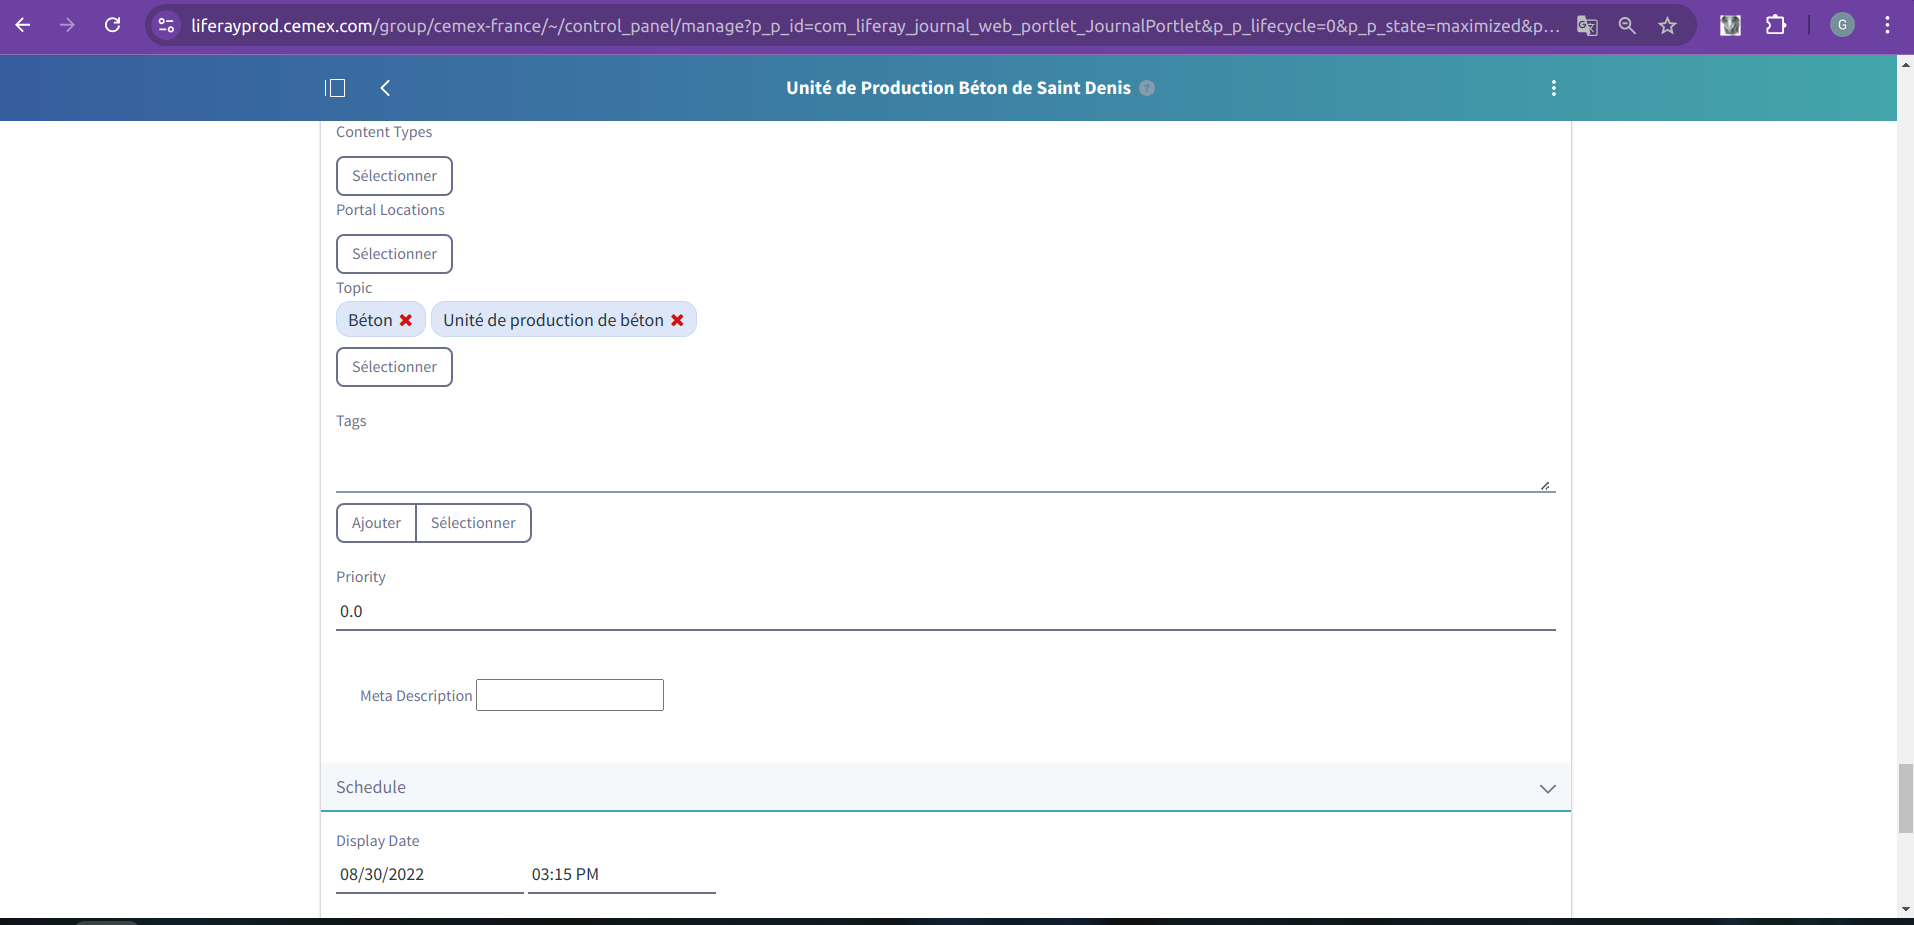 liferayprod.cemex.com/group/cemex-france/~/control_panel/manage?p_p_id=com_liferay_journal_web_portlet_JournalPortlet&p_p_lifecycle=0&p_p_state=maximized&p... G
Unité de Production Béton de Saint Denis ?
Content Types
Sélectionner
Portal Locations
Sélectionner
Topic
Béton Unité de production de béton
Sélectionner
Tags
Ajouter Sélectionner
Priority
0.0
Meta Description
Schedule
Display Date
08/30/2022 03:15 PM